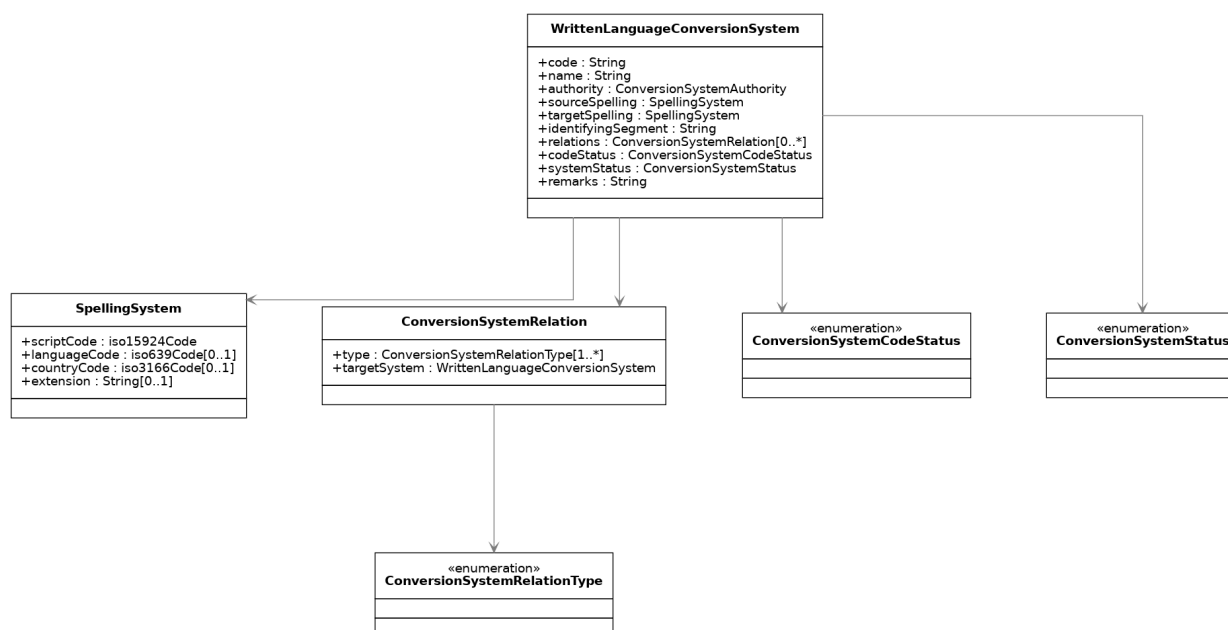 WrittenLanguageConversionSystem
+code : String
+name : String
+authority : ConversionSystemAuthority
+sourceSpelling : SpellingSystem
+targetSpelling : SpellingSystem
+identifyingSegment : String
+relations : ConversionSystemRelation[0..*]
+codeStatus : ConversionSystemCodeStatus
+systemStatus : ConversionSystemStatus
+remarks : String
SpellingSystem
+scriptCode : iso15924Code
+languageCode : iso639Code[0..1]
+countryCode : iso3166Code[0..1]
+extension : String[0..1]
ConversionSystemRelation
+type : ConversionSystemRelationType[1..*]
+targetSystem : WrittenLanguageConversionSystem
«enumeration»
ConversionSystemCodeStatus
«enumeration»
ConversionSystemStatus
«enumeration»
ConversionSystemRelationType